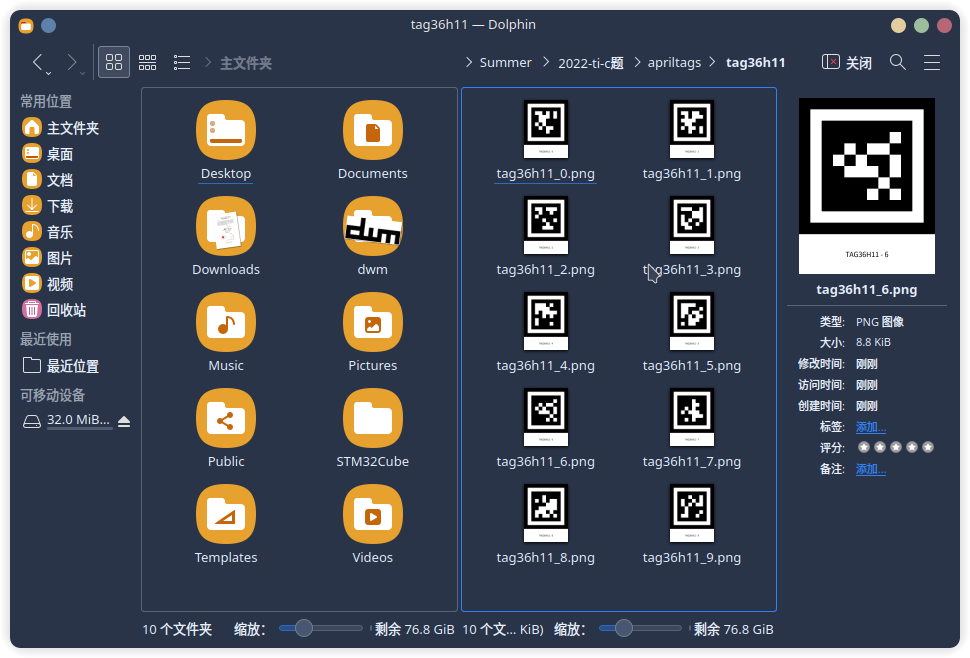 tag36h11 — Dolphin
主文件夹
Summer
2022-ti-c题
apriltags
tag36h11
关闭
常用位置
主文件夹
桌面
文档
下载
音乐
图片
视频
回收站
最近使用
最近位置
可移动设备
32.0 MiB...
Desktop
Documents
Downloads
dwm
Music
Pictures
Public
STM32Cube
Templates
Videos
10 个文件夹
缩放：
剩余 76.8 GiB
tag36h11_0.png
tag36h11_1.png
tag36h11_2.png
tag36h11_3.png
tag36h11_4.png
tag36h11_5.png
tag36h11_6.png
tag36h11_7.png
tag36h11_8.png
tag36h11_9.png
10 个文... KiB)
缩放：
剩余 76.8 GiB
TAG36H11 - 6
tag36h11_6.png
类型: PNG 图像
大小: 8.8 KiB
修改时间: 刚刚
访问时间: 刚刚
创建时间: 刚刚
标签: 添加...
评分:
备注: 添加...